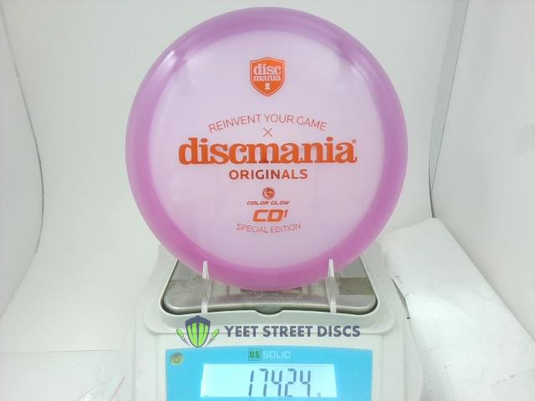 disc
mania
REINVENT YOUR GAME
X
discmania®
ORIGINALS
COLOR GLOW
CD1
SPECIAL EDITION
YEET STREET DISCS
US SOLID
174.24